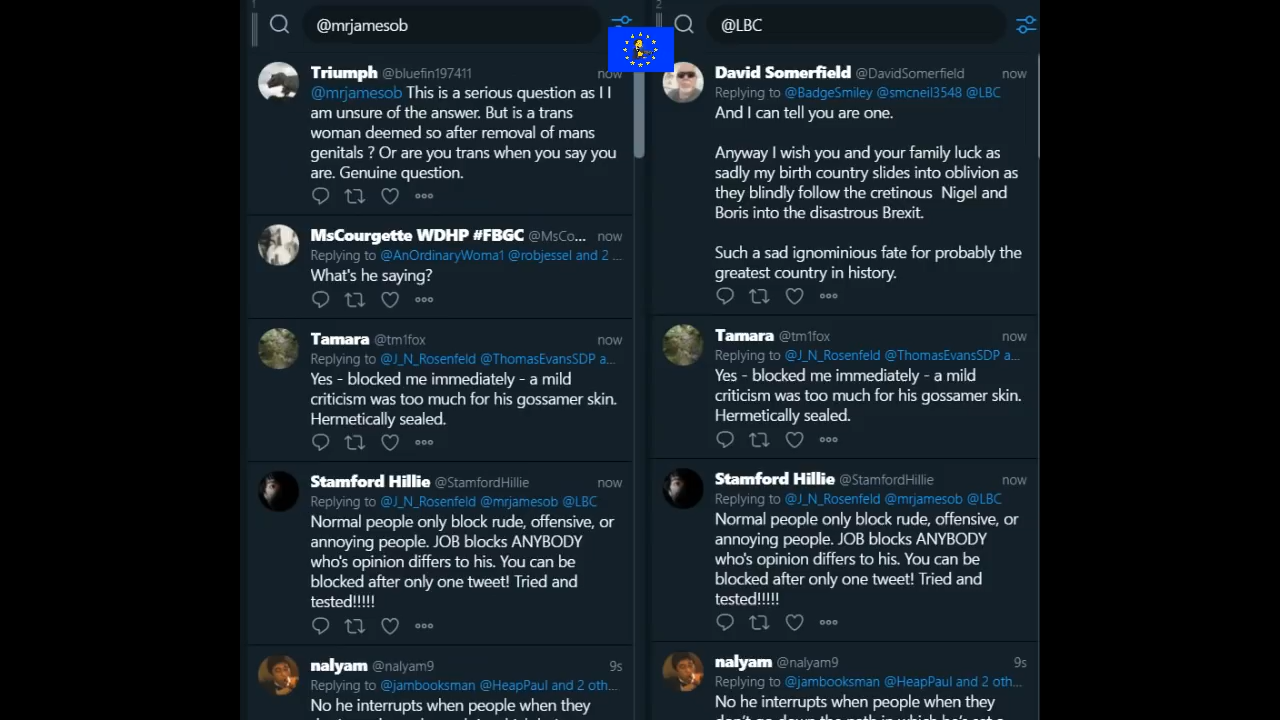 1
@mrjamesob
Triumph @bluefin197411 now
@mrjamesob This is a serious question as I I
am unsure of the answer. But is a trans
woman deemed so after removal of mans
genitals ? Or are you trans when you say you
are. Genuine question.
MsCourgette WDHP #FBGC @MsCo... now
Replying to @AnOrdinaryWoma1 @robjessel and 2 ...
What's he saying?
Tamara @tm1fox now
Replying to @J_N_Rosenfeld @ThomasEvansSDP a...
Yes - blocked me immediately - a mild
criticism was too much for his gossamer skin.
Hermetically sealed.
Stamford Hillie @StamfordHillie now
Replying to @J_N_Rosenfeld @mrjamesob @LBC
Normal people only block rude, offensive, or
annoying people. JOB blocks ANYBODY
who's opinion differs to his. You can be
blocked after only one tweet! Tried and
tested!!!!!
nalyam @nalyam9 9s
Replying to @jambooksman @HeapPaul and 2 oth...
No he interrupts when people when they
2
@LBC
David Somerfield @DavidSomerfield now
Replying to @BadgeSmiley @smcneil3548 @LBC
And I can tell you are one.
Anyway I wish you and your family luck as
sadly my birth country slides into oblivion as
they blindly follow the cretinous Nigel and
Boris into the disastrous Brexit.
Such a sad ignominious fate for probably the
greatest country in history.
Tamara @tm1fox now
Replying to @J_N_Rosenfeld @ThomasEvansSDP a...
Yes - blocked me immediately - a mild
criticism was too much for his gossamer skin.
Hermetically sealed.
Stamford Hillie @StamfordHillie now
Replying to @J_N_Rosenfeld @mrjamesob @LBC
Normal people only block rude, offensive, or
annoying people. JOB blocks ANYBODY
who's opinion differs to his. You can be
blocked after only one tweet! Tried and
tested!!!!!
nalyam @nalyam9 9s
Replying to @jambooksman @HeapPaul and 2 oth...
No he interrupts when people when they